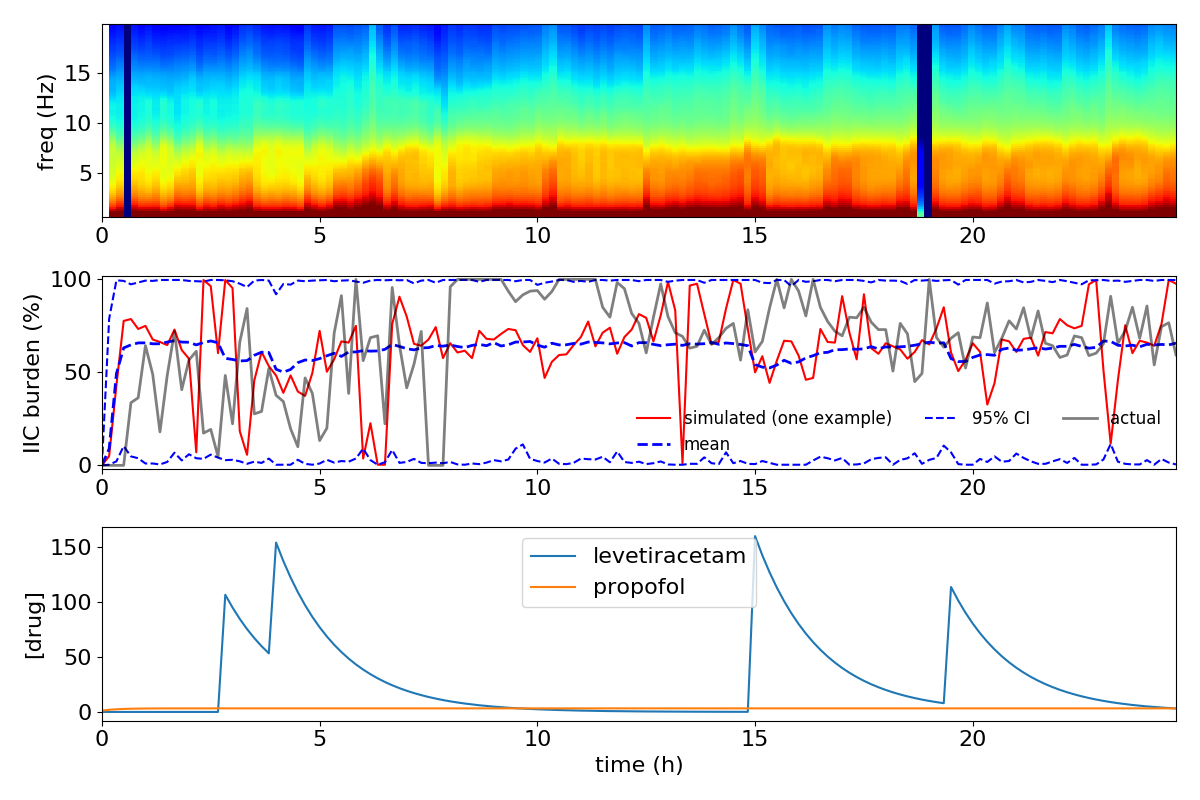 freq (Hz)
15
10
5
0 5 10 15 20
IIC burden (%)
100
50
0
simulated (one example) 95% CI actual
mean
0 5 10 15 20
[drug]
150
100
50
0
levetiracetam
propofol
0 5 10 15 20
time (h)